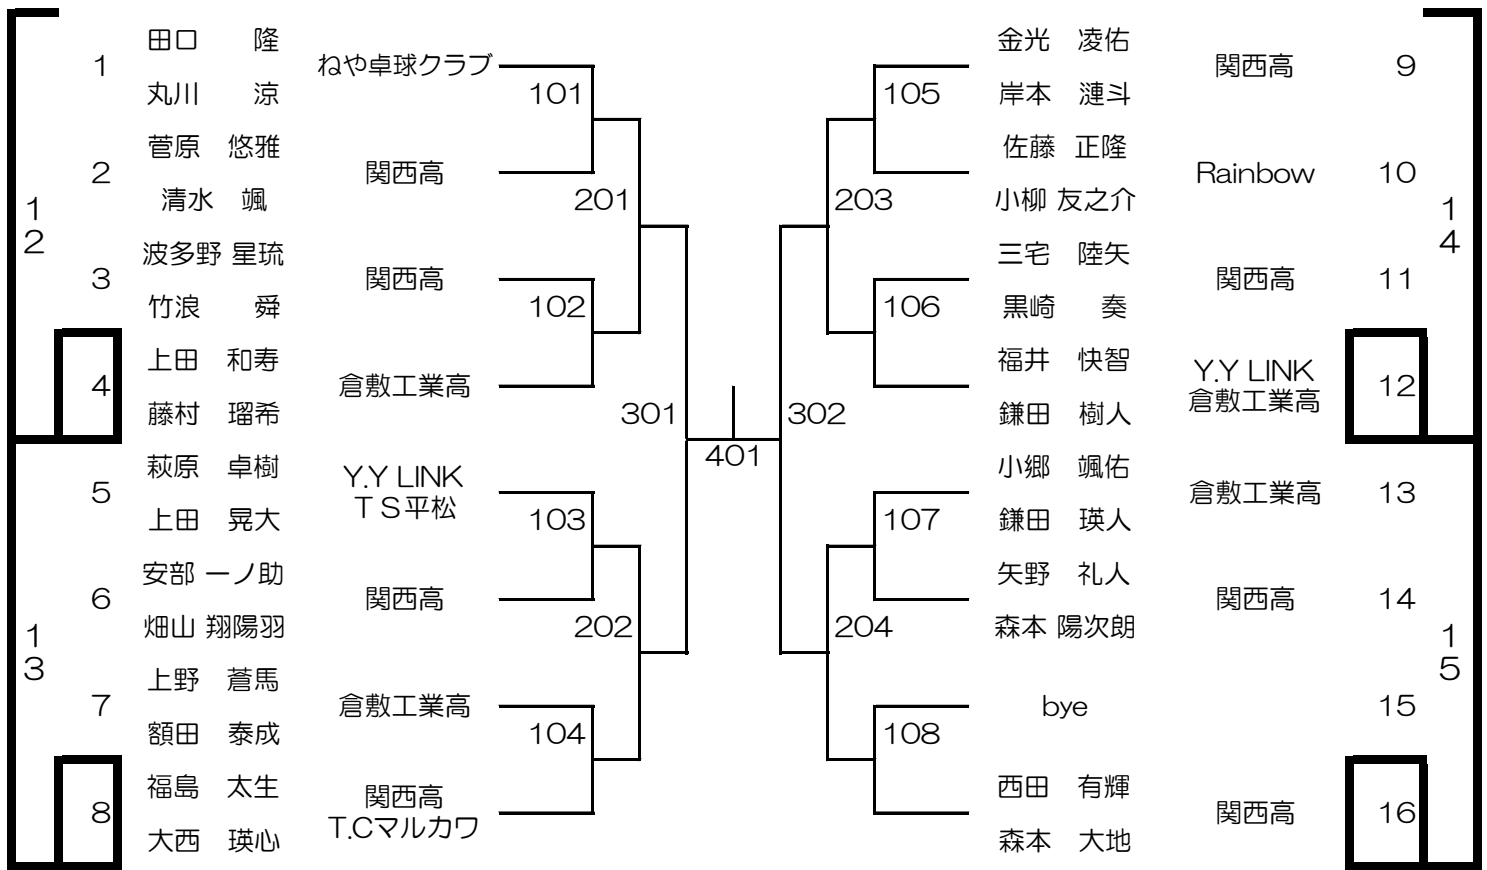 1
田口 隆
丸川 涼
ねや卓球クラブ
2
菅原 悠雅
清水 颯
関西高
3
波多野 星琉
竹浪 舜
関西高
4
上田 和寿
藤村 瑠希
倉敷工業高
5
萩原 卓樹
上田 晃大
Y.Y LINK
ＴＳ平松
6
安部 一ノ助
畑山 翔陽羽
関西高
7
上野 蒼馬
額田 泰成
倉敷工業高
8
福島 太生
大西 瑛心
関西高
T.Cマルカワ
12
13
101
102
103
104
201
202
301
401
302
203
204
105
106
107
108
金光 凌佑
岸本 漣斗
関西高
9
佐藤 正隆
小柳 友之介
Rainbow
10
三宅 陸矢
黒崎 奏
関西高
11
福井 快智
鎌田 樹人
Y.Y LINK
倉敷工業高
12
小郷 颯佑
鎌田 瑛人
倉敷工業高
13
矢野 礼人
森本 陽次朗
関西高
14
bye
15
西田 有輝
森本 大地
関西高
16
14
15